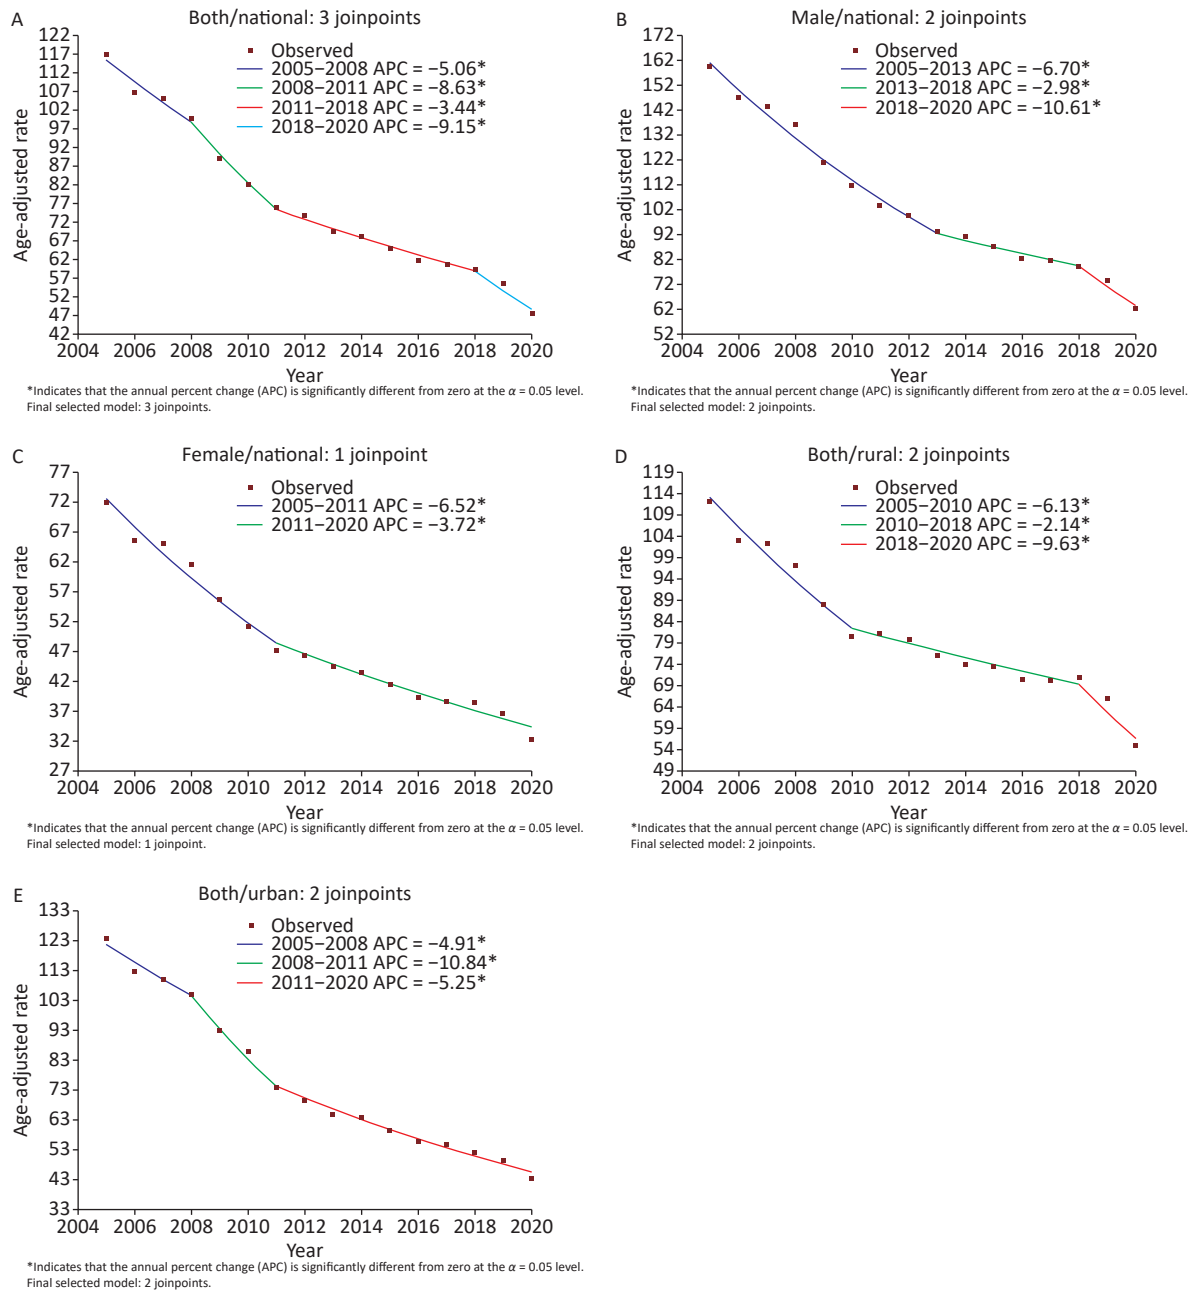 A
Both/national: 3 joinpoints
Age-adjusted rate
122
117
112
107
102
97
92
87
82
77
72
67
62
57
52
47
42
Observed
2005−2008 APC = −5.06*
2008−2011 APC = −8.63*
2011−2018 APC = −3.44*
2018−2020 APC = −9.15*
2004 2006 2008 2010 2012 2014 2016 2018 2020
Year
*Indicates that the annual percent change (APC) is significantly different from zero at the α = 0.05 level.
Final selected model: 3 joinpoints.
B
Male/national: 2 joinpoints
Age-adjusted rate
172
162
152
142
132
122
112
102
92
82
72
62
52
Observed
2005−2013 APC = −6.70*
2013−2018 APC = −2.98*
2018−2020 APC = −10.61*
2004 2006 2008 2010 2012 2014 2016 2018 2020
Year
*Indicates that the annual percent change (APC) is significantly different from zero at the α = 0.05 level.
Final selected model: 2 joinpoints.
C
Female/national: 1 joinpoint
Age-adjusted rate
77
72
67
62
57
52
47
42
37
32
27
Observed
2005−2011 APC = −6.52*
2011−2020 APC = −3.72*
2004 2006 2008 2010 2012 2014 2016 2018 2020
Year
*Indicates that the annual percent change (APC) is significantly different from zero at the α = 0.05 level.
Final selected model: 1 joinpoint.
D
Both/rural: 2 joinpoints
Age-adjusted rate
119
114
109
104
99
94
89
84
79
74
69
64
59
54
49
Observed
2005−2010 APC = −6.13*
2010−2018 APC = −2.14*
2018−2020 APC = −9.63*
2004 2006 2008 2010 2012 2014 2016 2018 2020
Year
*Indicates that the annual percent change (APC) is significantly different from zero at the α = 0.05 level.
Final selected model: 2 joinpoints.
E
Both/urban: 2 joinpoints
Age-adjusted rate
133
123
113
103
93
83
73
63
53
43
33
Observed
2005−2008 APC = −4.91*
2008−2011 APC = −10.84*
2011−2020 APC = −5.25*
2004 2006 2008 2010 2012 2014 2016 2018 2020
Year
*Indicates that the annual percent change (APC) is significantly different from zero at the α = 0.05 level.
Final selected model: 2 joinpoints.